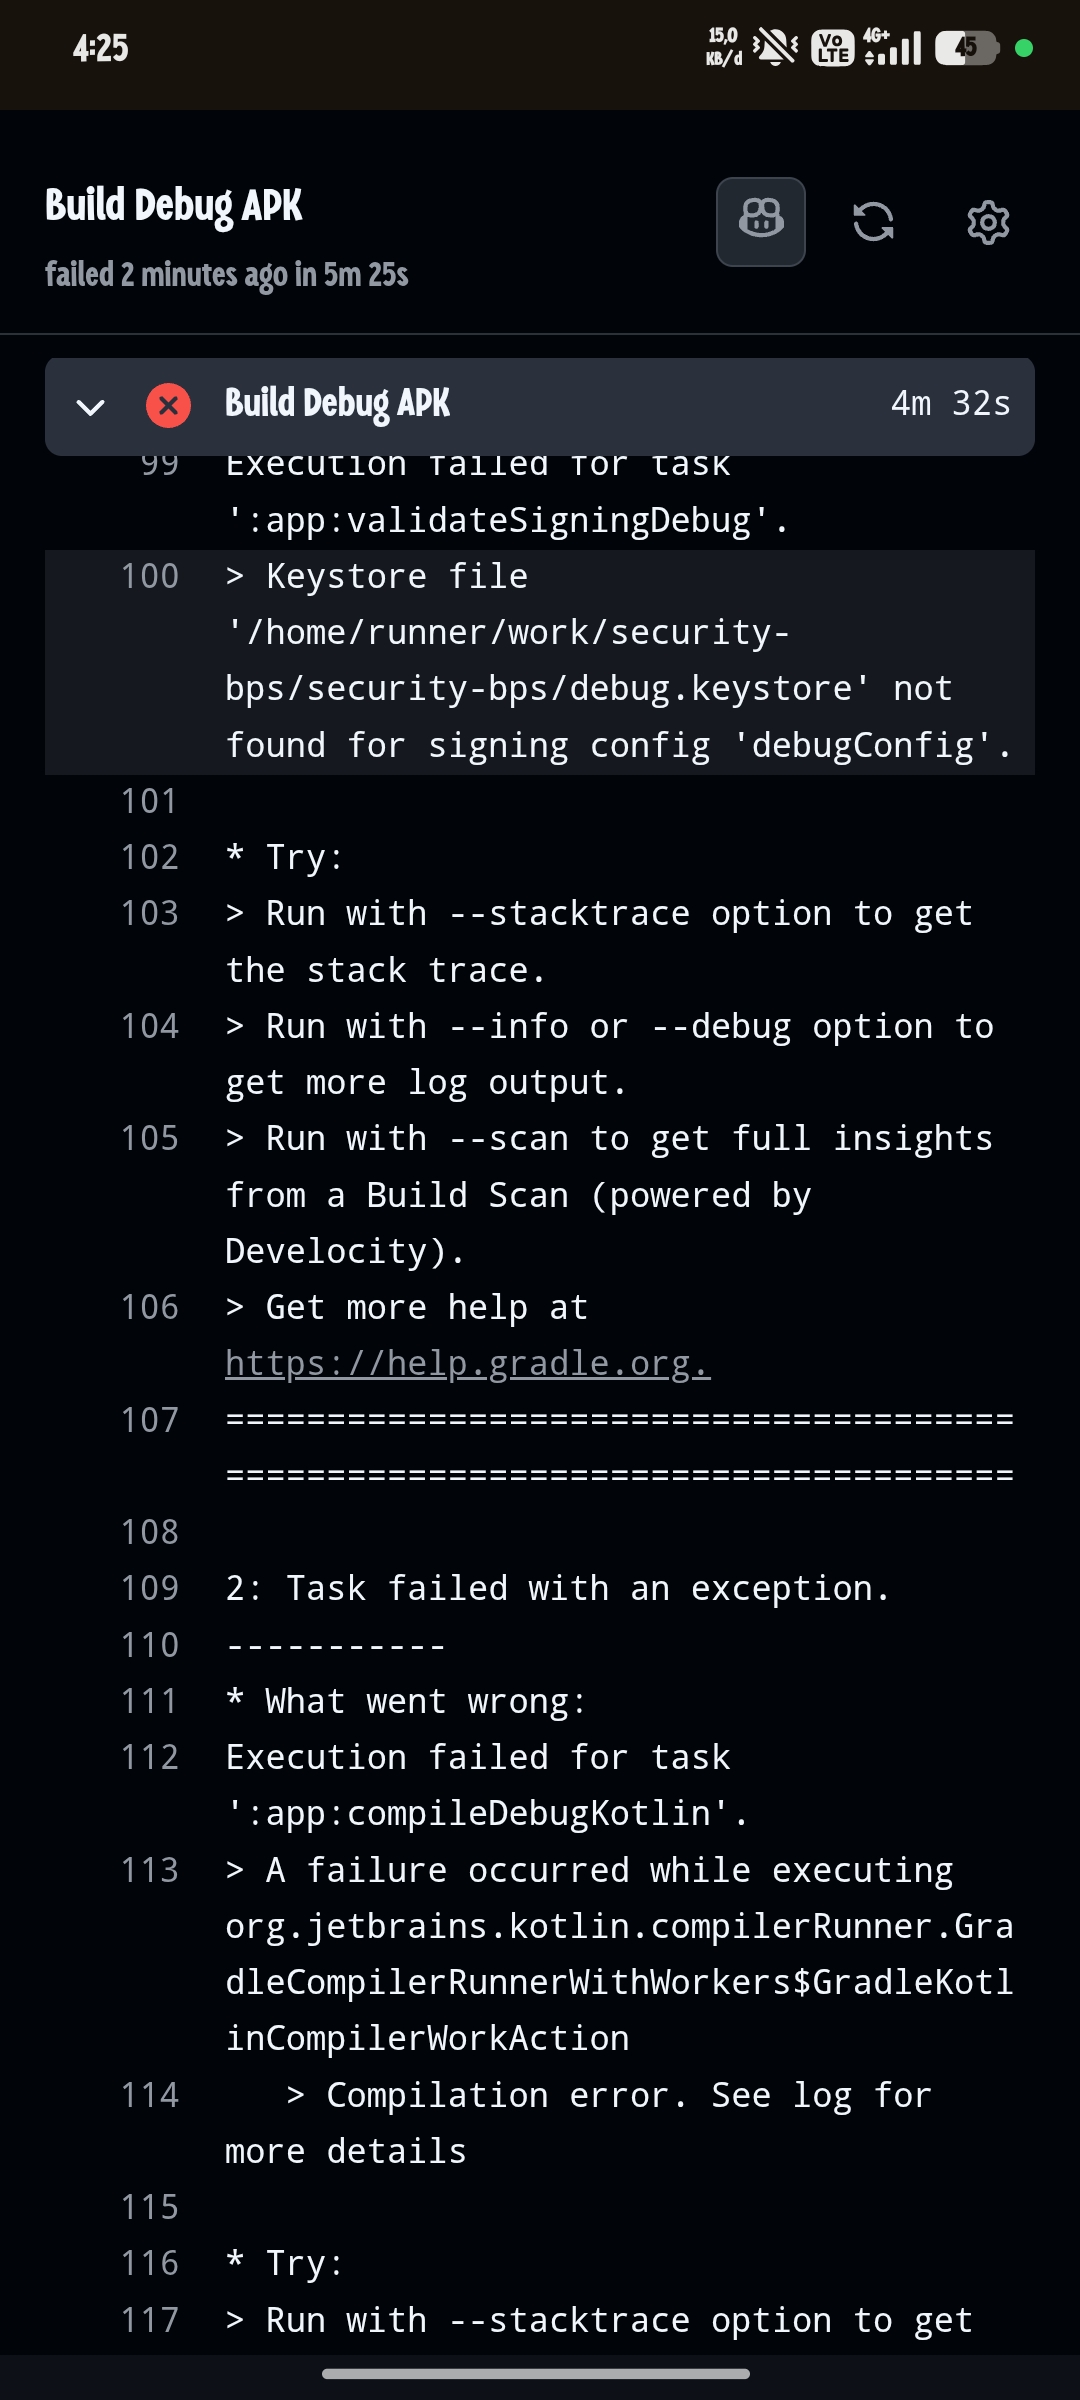 4:25
15,0 KB/d
Vo LTE
4G+
45
Build Debug APK
failed 2 minutes ago in 5m 25s
Build Debug APK 4m 32s
99 Execution failed for task
':app:validateSigningDebug'.
100 > Keystore file
'/home/runner/work/security-
bps/security-bps/debug.keystore' not
found for signing config 'debugConfig'.
101
102 * Try:
103 > Run with --stacktrace option to get
the stack trace.
104 > Run with --info or --debug option to
get more log output.
105 > Run with --scan to get full insights
from a Build Scan (powered by
Develocity).
106 > Get more help at
https://help.gradle.org.
107 =======================================
=======================================
108
109 2: Task failed with an exception.
110 -----------
111 * What went wrong:
112 Execution failed for task
':app:compileDebugKotlin'.
113 > A failure occurred while executing
org.jetbrains.kotlin.compilerRunner.Gra
dleCompilerRunnerWithWorkers$GradleKotl
inCompilerWorkAction
114    > Compilation error. See log for
more details
115
116 * Try:
117 > Run with --stacktrace option to get